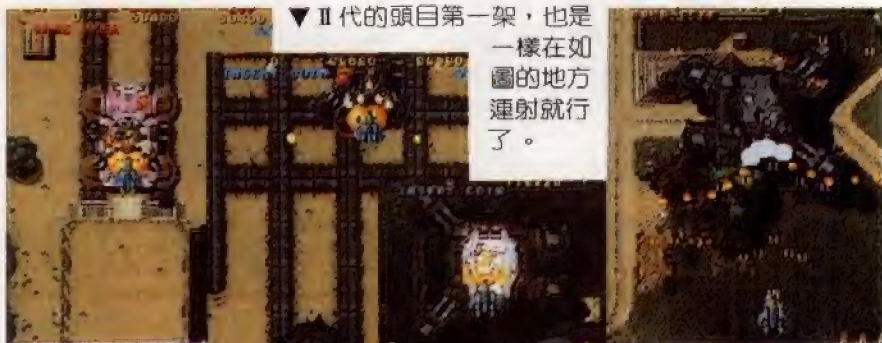 ▼Ⅱ代的頭目第一架，也是
一樣在如
圖的地方
連射就行
了。
INSERT COIN
INSERT COIN